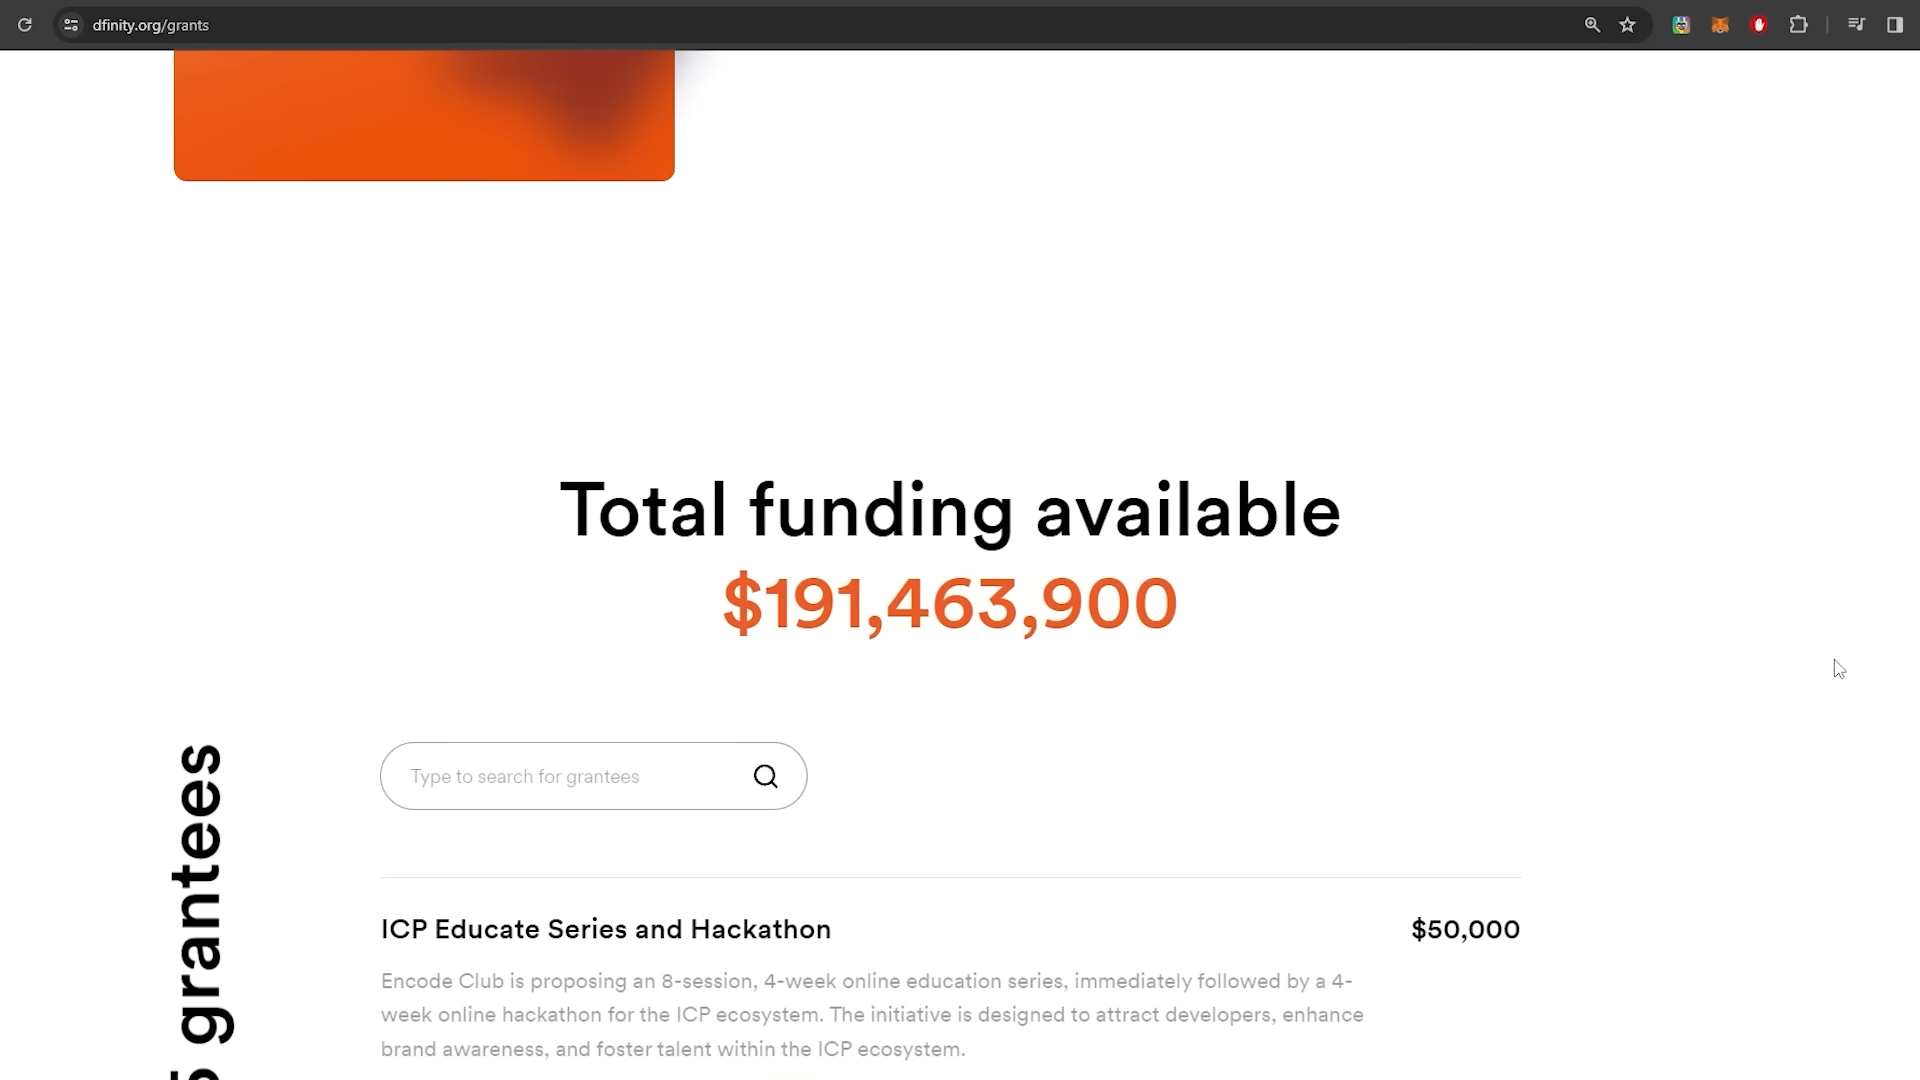 dfinity.org/grants
Total funding available
$191,463,900
grantees
Type to search for grantees
ICP Educate Series and Hackathon
$50,000
Encode Club is proposing an 8-session, 4-week online education series, immediately followed by a 4-
week online hackathon for the ICP ecosystem. The initiative is designed to attract developers, enhance
brand awareness, and foster talent within the ICP ecosystem.